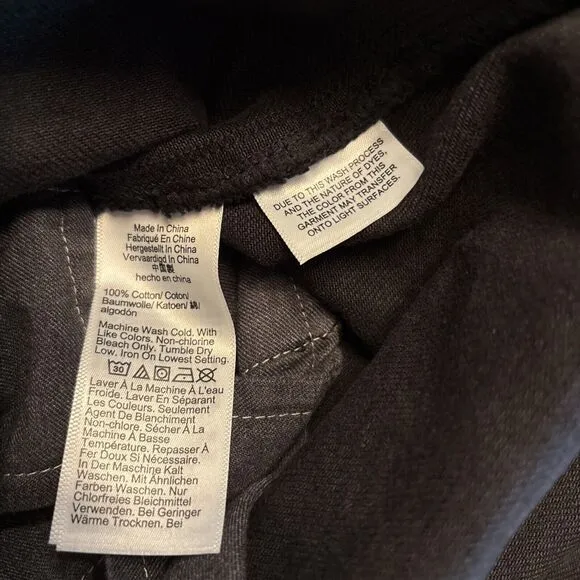 Made In China
Fabriqué En Chine
Hergestellt In China
Vervaardigd In China
中國製
hecho en china
100% Cotton/ Coton/
Baumwolle/ Katoen/ 綿/
algodón
Machine Wash Cold. With
Like Colors. Non-chlorine
Bleach Only. Tumble Dry
Low. Iron On Lowest Setting.
30
Laver À La Machine À L'eau
Froide. Laver En Séparant
Les Couleurs. Seulement
Agent De Blanchiment
Non-chlore. Sécher À La
Machine À Basse
Température. Repasser À
Fer Doux Si Nécessaire.
In Der Maschine Kalt
Waschen. Mit Ähnlichen
Farben Waschen. Nur
Chlorfreies Bleichmittel
Verwenden. Bei Geringer
Wärme Trocknen. Bei
DUE TO THIS WASH PROCESS
AND THE NATURE OF DYES,
THE COLOR FROM THIS
GARMENT MAY TRANSFER
ONTO LIGHT SURFACES.